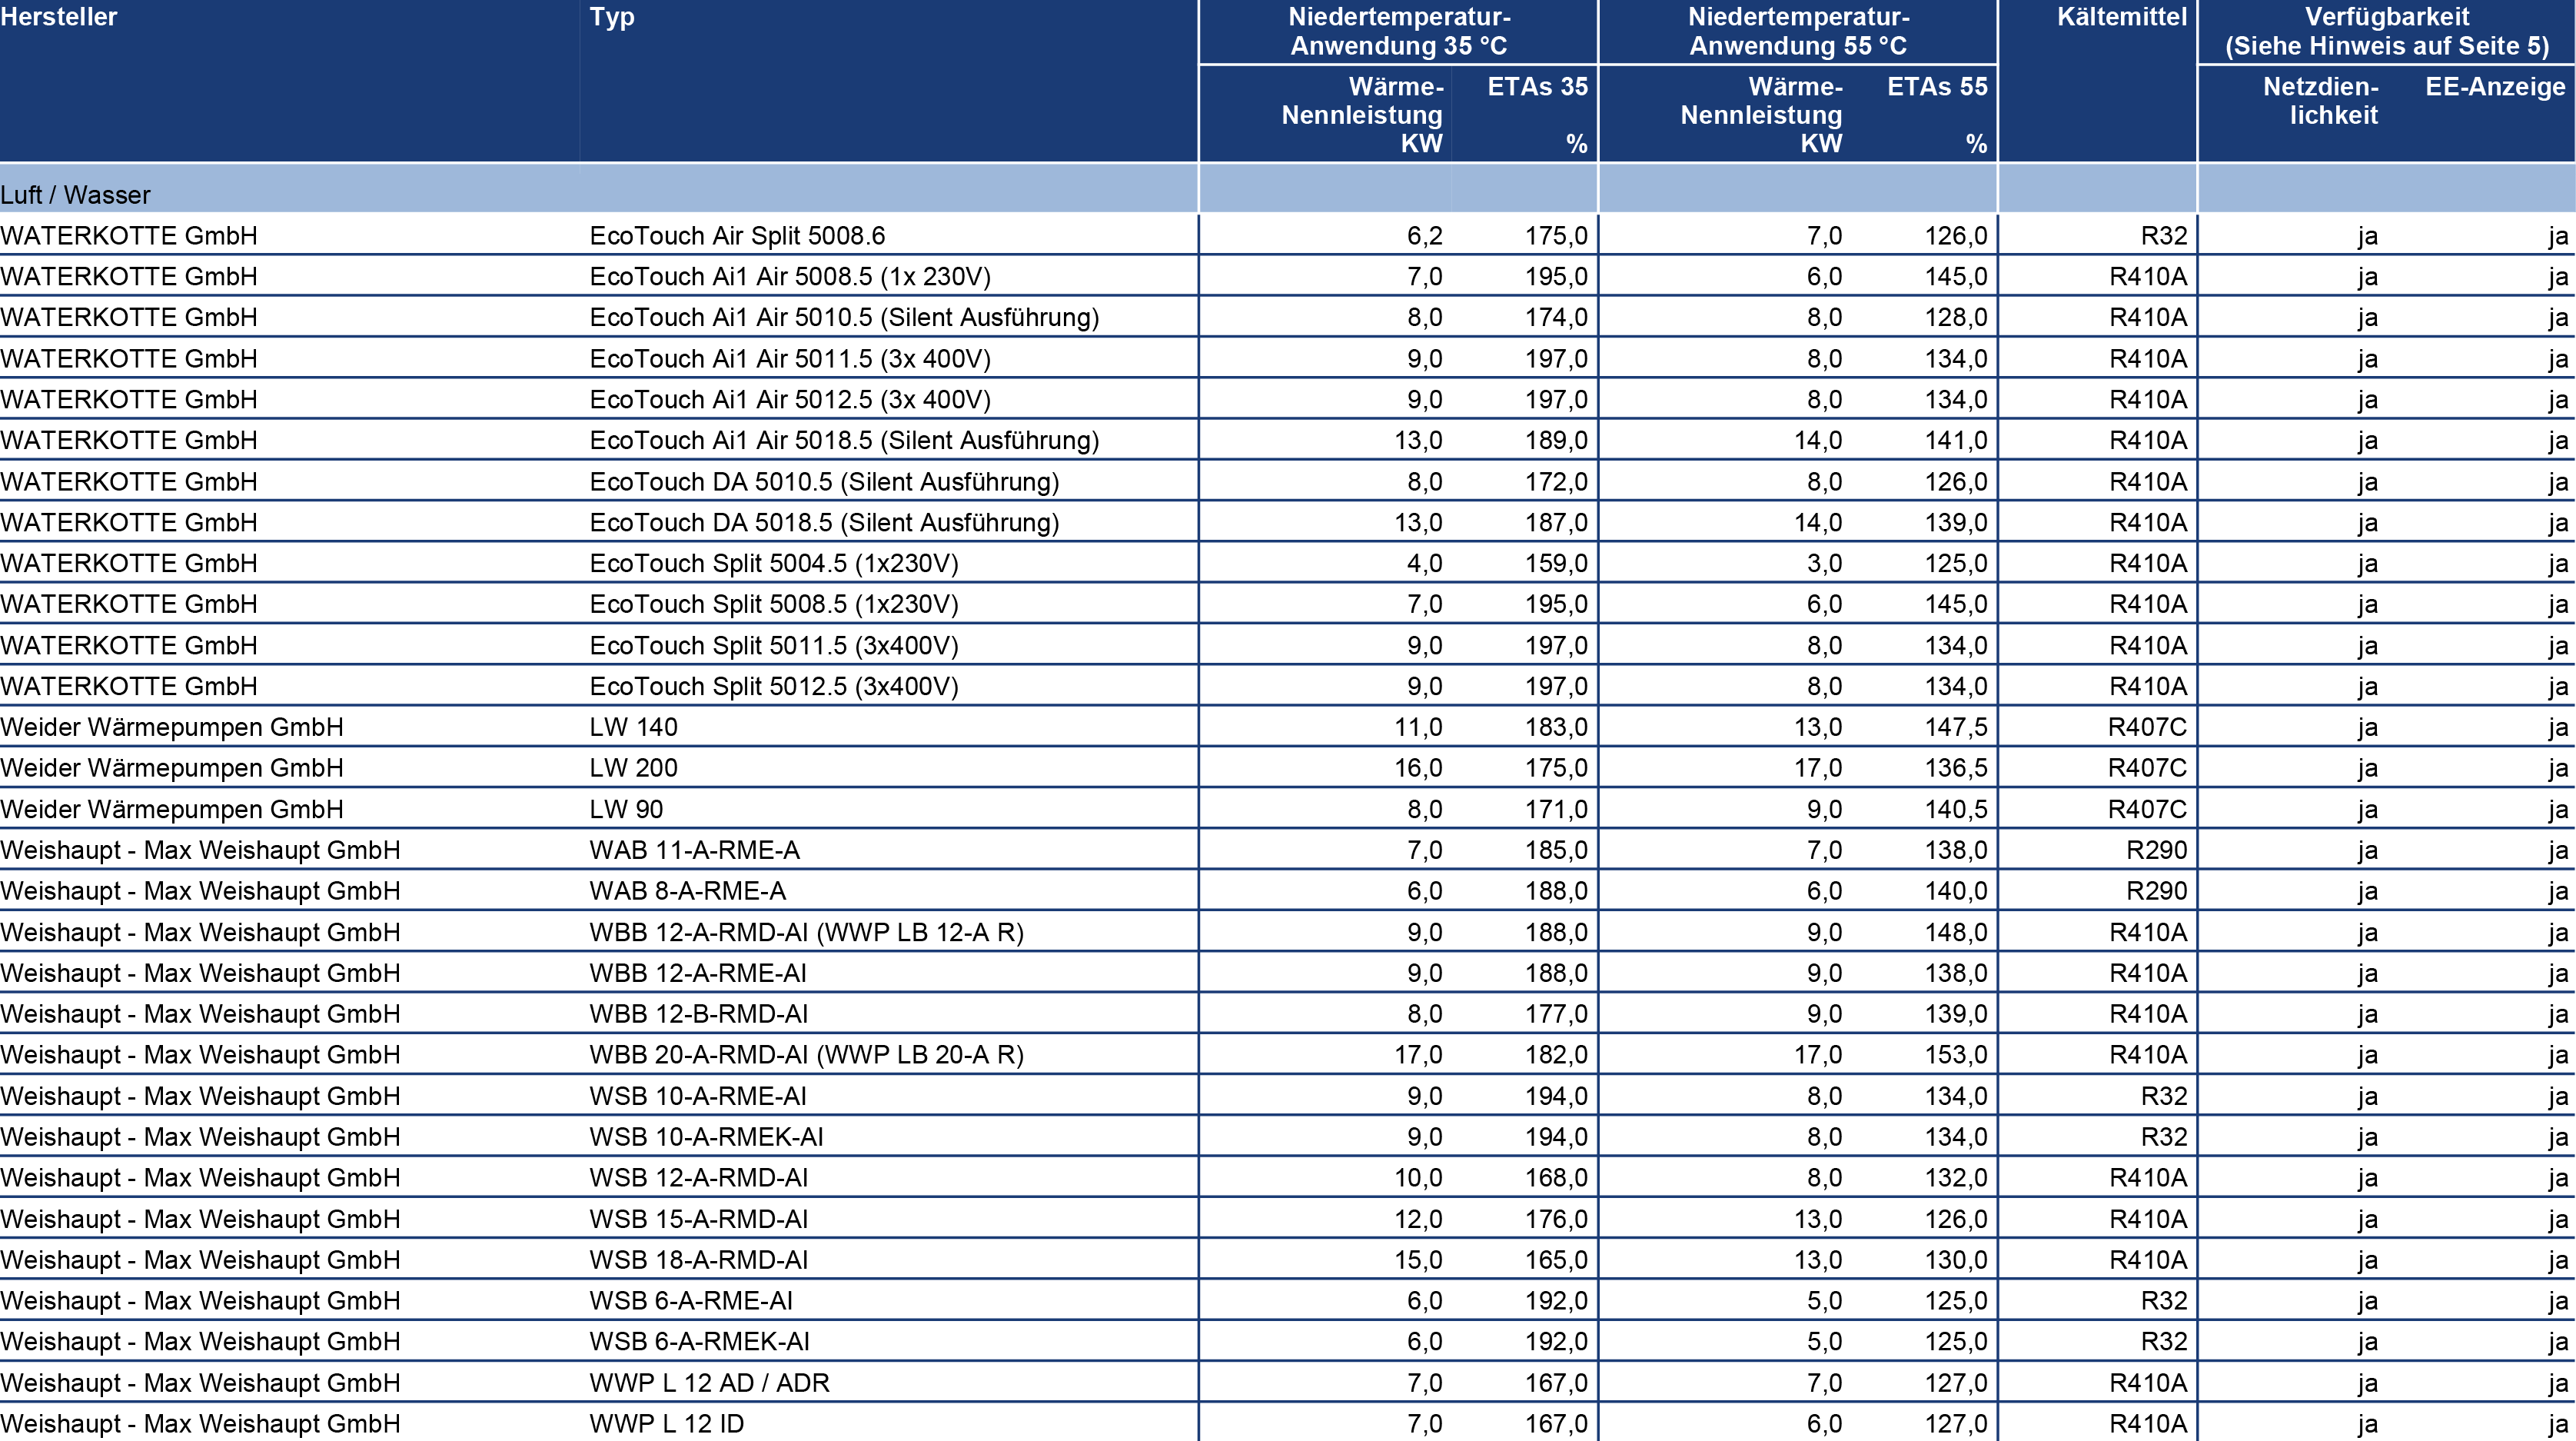 Hersteller Typ Niedertemperatur- Niedertemperatur- Kältemittel Verfügbarkeit
Anwendung 35 °C Anwendung 55 °C (Siehe Hinweis auf Seite 5)
Wärme- ETAs 35 Wärme- ETAs 55 Netzdien- EE-Anzeige
Nennleistung Nennleistung lichkeit
KW % KW %
Luft / Wasser
WATERKOTTE GmbH EcoTouch Air Split 5008.6 6,2 175,0 7,0 126,0 R32 ja ja
WATERKOTTE GmbH EcoTouch Ai1 Air 5008.5 (1x 230V) 7,0 195,0 6,0 145,0 R410A ja ja
WATERKOTTE GmbH EcoTouch Ai1 Air 5010.5 (Silent Ausführung) 8,0 174,0 8,0 128,0 R410A ja ja
WATERKOTTE GmbH EcoTouch Ai1 Air 5011.5 (3x 400V) 9,0 197,0 8,0 134,0 R410A ja ja
WATERKOTTE GmbH EcoTouch Ai1 Air 5012.5 (3x 400V) 9,0 197,0 8,0 134,0 R410A ja ja
WATERKOTTE GmbH EcoTouch Ai1 Air 5018.5 (Silent Ausführung) 13,0 189,0 14,0 141,0 R410A ja ja
WATERKOTTE GmbH EcoTouch DA 5010.5 (Silent Ausführung) 8,0 172,0 8,0 126,0 R410A ja ja
WATERKOTTE GmbH EcoTouch DA 5018.5 (Silent Ausführung) 13,0 187,0 14,0 139,0 R410A ja ja
WATERKOTTE GmbH EcoTouch Split 5004.5 (1x230V) 4,0 159,0 3,0 125,0 R410A ja ja
WATERKOTTE GmbH EcoTouch Split 5008.5 (1x230V) 7,0 195,0 6,0 145,0 R410A ja ja
WATERKOTTE GmbH EcoTouch Split 5011.5 (3x400V) 9,0 197,0 8,0 134,0 R410A ja ja
WATERKOTTE GmbH EcoTouch Split 5012.5 (3x400V) 9,0 197,0 8,0 134,0 R410A ja ja
Weider Wärmepumpen GmbH LW 140 11,0 183,0 13,0 147,5 R407C ja ja
Weider Wärmepumpen GmbH LW 200 16,0 175,0 17,0 136,5 R407C ja ja
Weider Wärmepumpen GmbH LW 90 8,0 171,0 9,0 140,5 R407C ja ja
Weishaupt - Max Weishaupt GmbH WAB 11-A-RME-A 7,0 185,0 7,0 138,0 R290 ja ja
Weishaupt - Max Weishaupt GmbH WAB 8-A-RME-A 6,0 188,0 6,0 140,0 R290 ja ja
Weishaupt - Max Weishaupt GmbH WBB 12-A-RMD-AI (WWP LB 12-A R) 9,0 188,0 9,0 148,0 R410A ja ja
Weishaupt - Max Weishaupt GmbH WBB 12-A-RME-AI 9,0 188,0 9,0 138,0 R410A ja ja
Weishaupt - Max Weishaupt GmbH WBB 12-B-RMD-AI 8,0 177,0 9,0 139,0 R410A ja ja
Weishaupt - Max Weishaupt GmbH WBB 20-A-RMD-AI (WWP LB 20-A R) 17,0 182,0 17,0 153,0 R410A ja ja
Weishaupt - Max Weishaupt GmbH WSB 10-A-RME-AI 9,0 194,0 8,0 134,0 R32 ja ja
Weishaupt - Max Weishaupt GmbH WSB 10-A-RMEK-AI 9,0 194,0 8,0 134,0 R32 ja ja
Weishaupt - Max Weishaupt GmbH WSB 12-A-RMD-AI 10,0 168,0 8,0 132,0 R410A ja ja
Weishaupt - Max Weishaupt GmbH WSB 15-A-RMD-AI 12,0 176,0 13,0 126,0 R410A ja ja
Weishaupt - Max Weishaupt GmbH WSB 18-A-RMD-AI 15,0 165,0 13,0 130,0 R410A ja ja
Weishaupt - Max Weishaupt GmbH WSB 6-A-RME-AI 6,0 192,0 5,0 125,0 R32 ja ja
Weishaupt - Max Weishaupt GmbH WSB 6-A-RMEK-AI 6,0 192,0 5,0 125,0 R32 ja ja
Weishaupt - Max Weishaupt GmbH WWP L 12 AD / ADR 7,0 167,0 7,0 127,0 R410A ja ja
Weishaupt - Max Weishaupt GmbH WWP L 12 ID 7,0 167,0 6,0 127,0 R410A ja ja